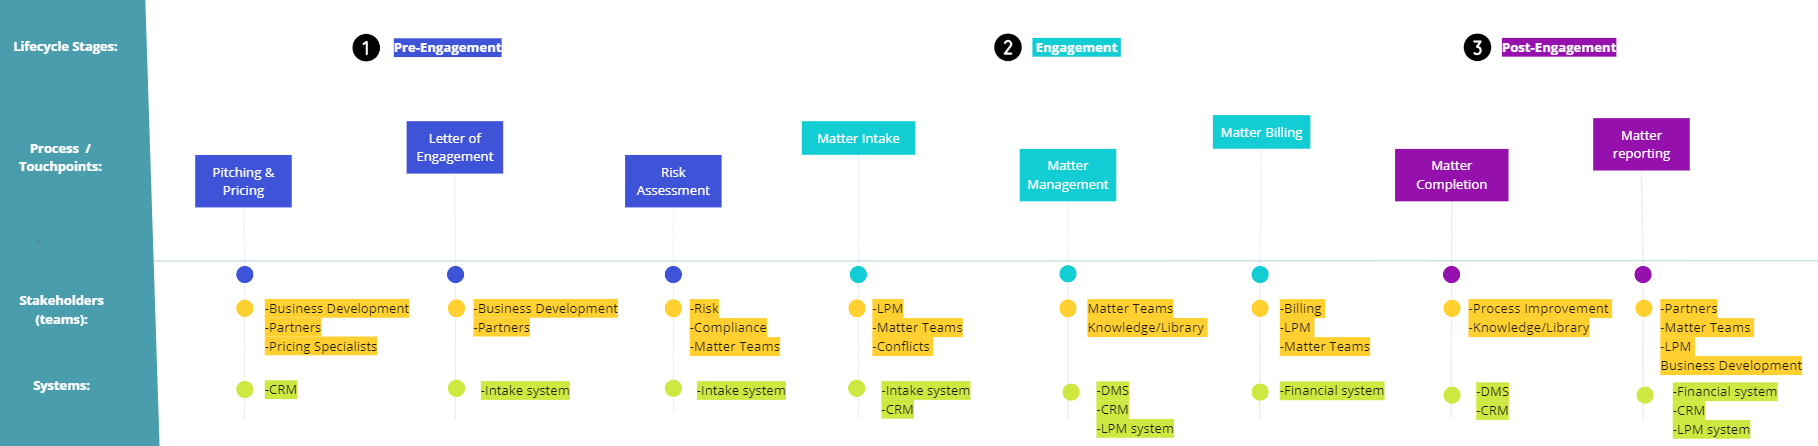 Lifecycle Stages:
1 Pre-Engagement
2 Engagement
3 Post-Engagement
Process /
Touchpoints:
Pitching &
Pricing
Letter of
Engagement
Risk
Assessment
Matter Intake
Matter
Management
Matter Billing
Matter
Completion
Matter
reporting
Stakeholders
(teams):
-Business Development
-Partners
-Pricing Specialists
-Business Development
-Partners
-Risk
-Compliance
-Matter Teams
-LPM
-Matter Teams
-Conflicts
Matter Teams
Knowledge/Library
-Billing
-LPM
-Matter Teams
-Process Improvement
-Knowledge/Library
-Partners
-Matter Teams
-LPM
Business Development
Systems:
-CRM
-Intake system
-Intake system
-Intake system
-CRM
-DMS
-CRM
-LPM system
-Financial system
-DMS
-CRM
-Financial system
-CRM
-LPM system